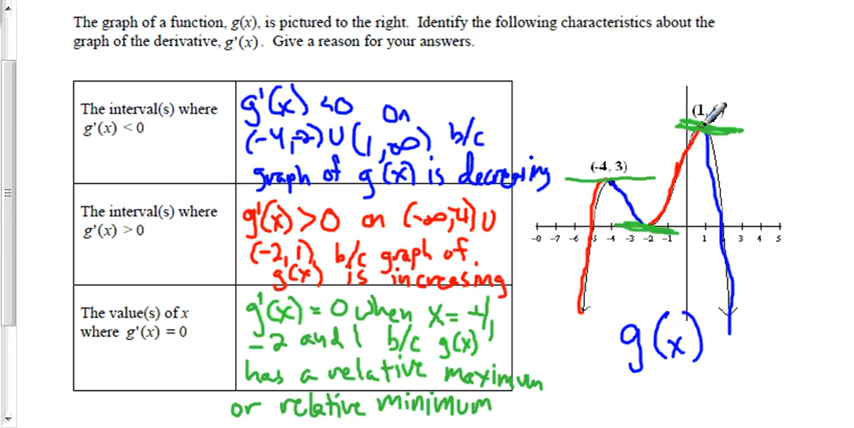 The graph of a function, g(x), is pictured to the right. Identify the following characteristics about the
graph of the derivative, g'(x). Give a reason for your answers.
The interval(s) where
g'(x) < 0
g'(x) <0 on
(-4,-2) U (1, ∞) b/c
graph of g(x) is decreasing
The interval(s) where
g'(x) > 0
g'(x) >0 on (-∞,-4) U
(-2, 1) b/c graph of
g(x) is increasing
The value(s) of x
where g'(x) = 0
g'(x) = 0 when x = -4,
-2 and 1 b/c g(x)
has a relative maximum
or relative minimum
(1,
(-4, 3)
-8 -7 -6 -5 -4 -3 -2 -1 1 3 4 5
g(x)